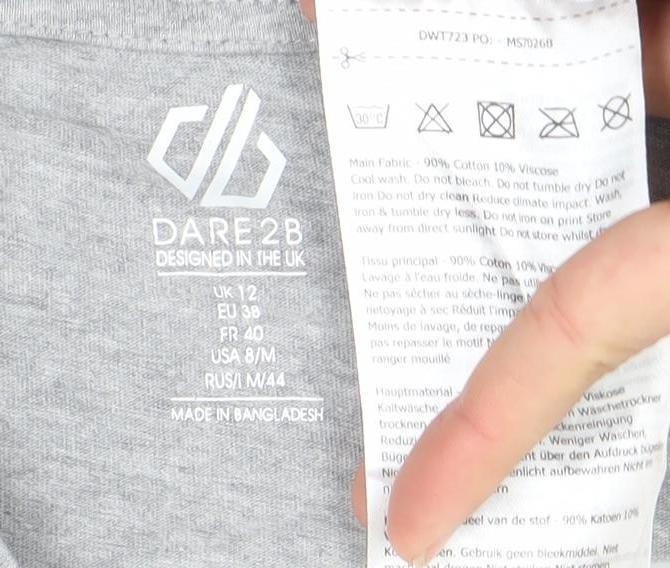 db
DARE 2B
DESIGNED IN THE UK
UK 12
EU 38
FR 40
USA 8/M
RUS/I M/44
MADE IN BANGLADESH
DWT723 PO: - MS7026B
30°C
Main Fabric - 90% Cotton 10% Viscose
Cool wash. Do not bleach. Do not tumble dry Do not
iron Do not dry clean Reduce climate impact. Wash,
iron & tumble dry less. Do not iron on print Store
away from direct sunlight Do not store whilst
Tissu principal - 90% Coton 10%
Lavage à l'eau froide. Ne pas
Ne pas sécher au sèche-linge
nettoyage à sec Réduit
Moins de lavage, de
pas repasser le motif
ranger mouillé
Hauptmaterial Viskose
Kaltwäsche Wäschetrockner
trocknen
Weniger Waschen,
über den Aufdruck
aufbewahren Nicht
van de stof - 90% Katoen 10%
Gebruik geen bleekmiddel. Niet